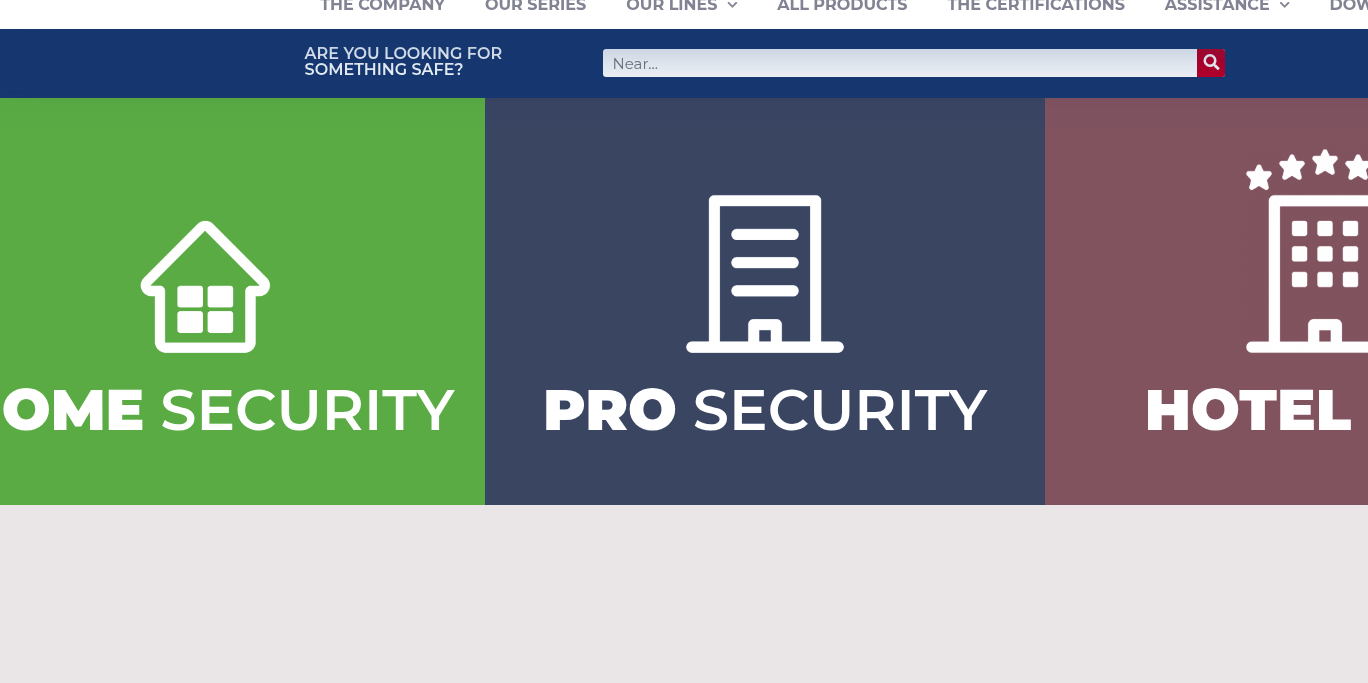 THE COMPANY OUR SERIES OUR LINES ALL PRODUCTS THE CERTIFICATIONS ASSISTANCE DOW
ARE YOU LOOKING FOR
SOMETHING SAFE?
Near...
OME SECURITY
PRO SECURITY
HOTEL